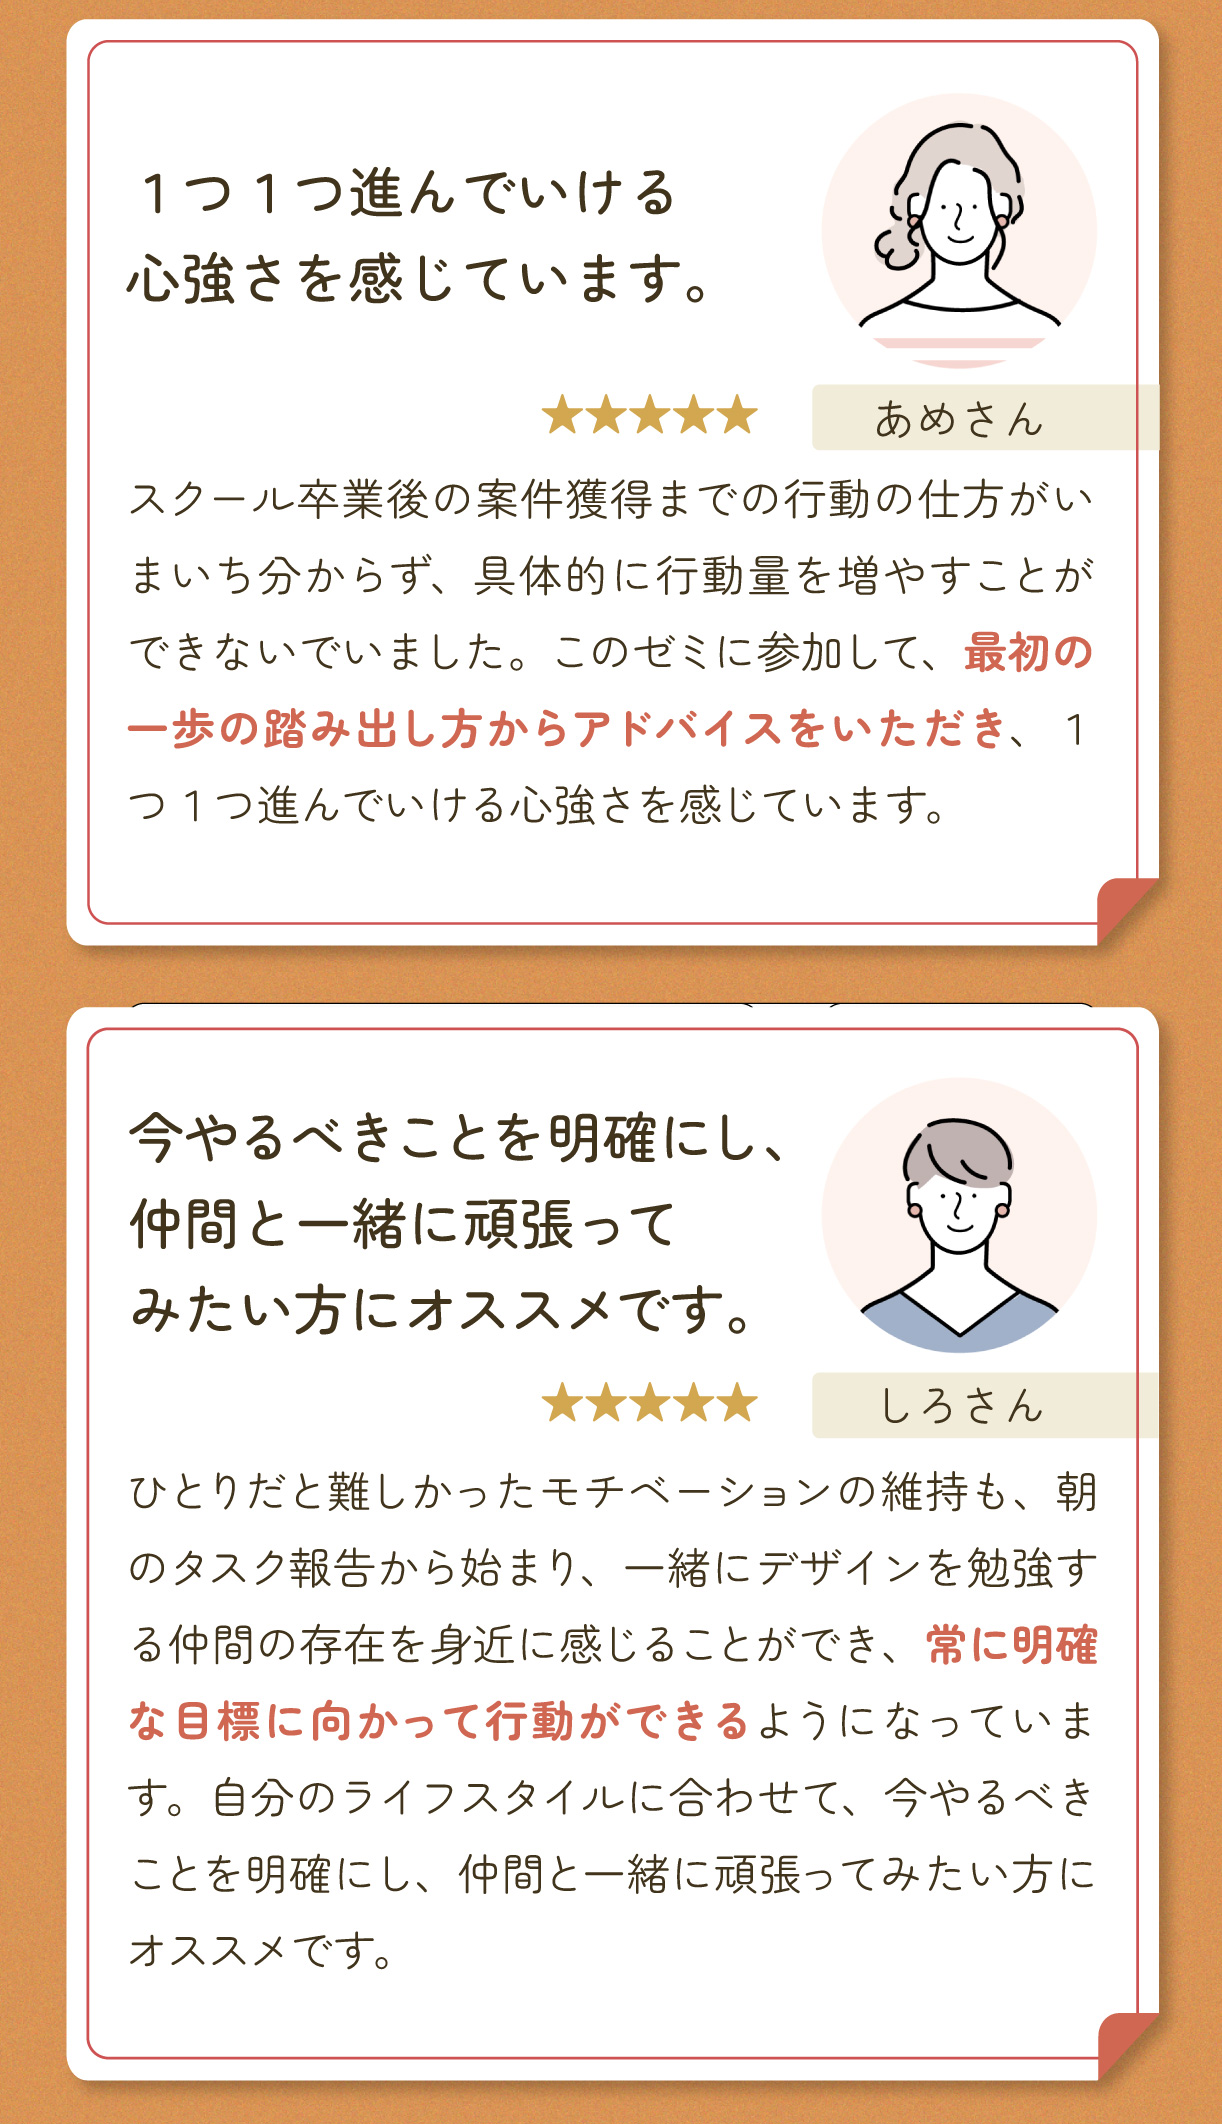 １つ１つ進んでいける
心強さを感じています。
★★★★★
あめさん
スクール卒業後の案件獲得までの行動の仕方がい
まいち分からず、具体的に行動量を増やすことが
できないでいました。このゼミに参加して、最初の
一歩の踏み出し方からアドバイスをいただき、１
つ１つ進んでいける心強さを感じています。
今やるべきことを明確にし、
仲間と一緒に頑張って
みたい方にオススメです。
★★★★★
しろさん
ひとりだと難しかったモチベーションの維持も、朝
のタスク報告から始まり、一緒にデザインを勉強す
る仲間の存在を身近に感じることができ、常に明確
な目標に向かって行動ができるようになっていま
す。自分のライフスタイルに合わせて、今やるべき
ことを明確にし、仲間と一緒に頑張ってみたい方に
オススメです。